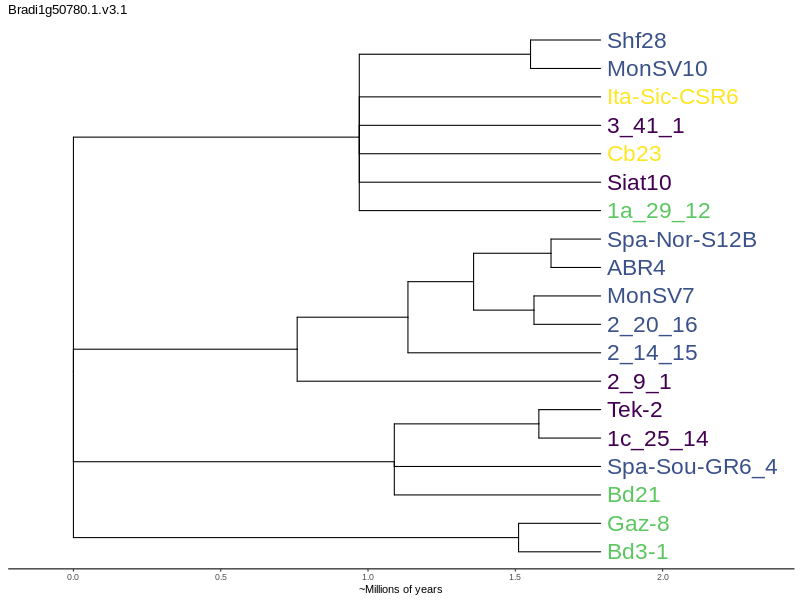 Bradi1g50780.1.v3.1
Shf28
MonSV10
Ita-Sic-CSR6
3_41_1
Cb23
Siat10
1a_29_12
Spa-Nor-S12B
ABR4
MonSV7
2_20_16
2_14_15
2_9_1
Tek-2
1c_25_14
Spa-Sou-GR6_4
Bd21
Gaz-8
Bd3-1
0.0 0.5 1.0 1.5 2.0
~Millions of years